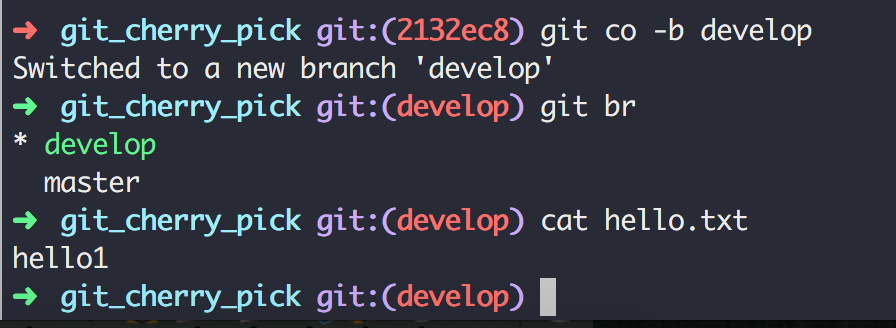 ➜ git_cherry_pick git:(2132ec8) git co -b develop
Switched to a new branch 'develop'
➜ git_cherry_pick git:(develop) git br
* develop
  master
➜ git_cherry_pick git:(develop) cat hello.txt
hello1
➜ git_cherry_pick git:(develop)